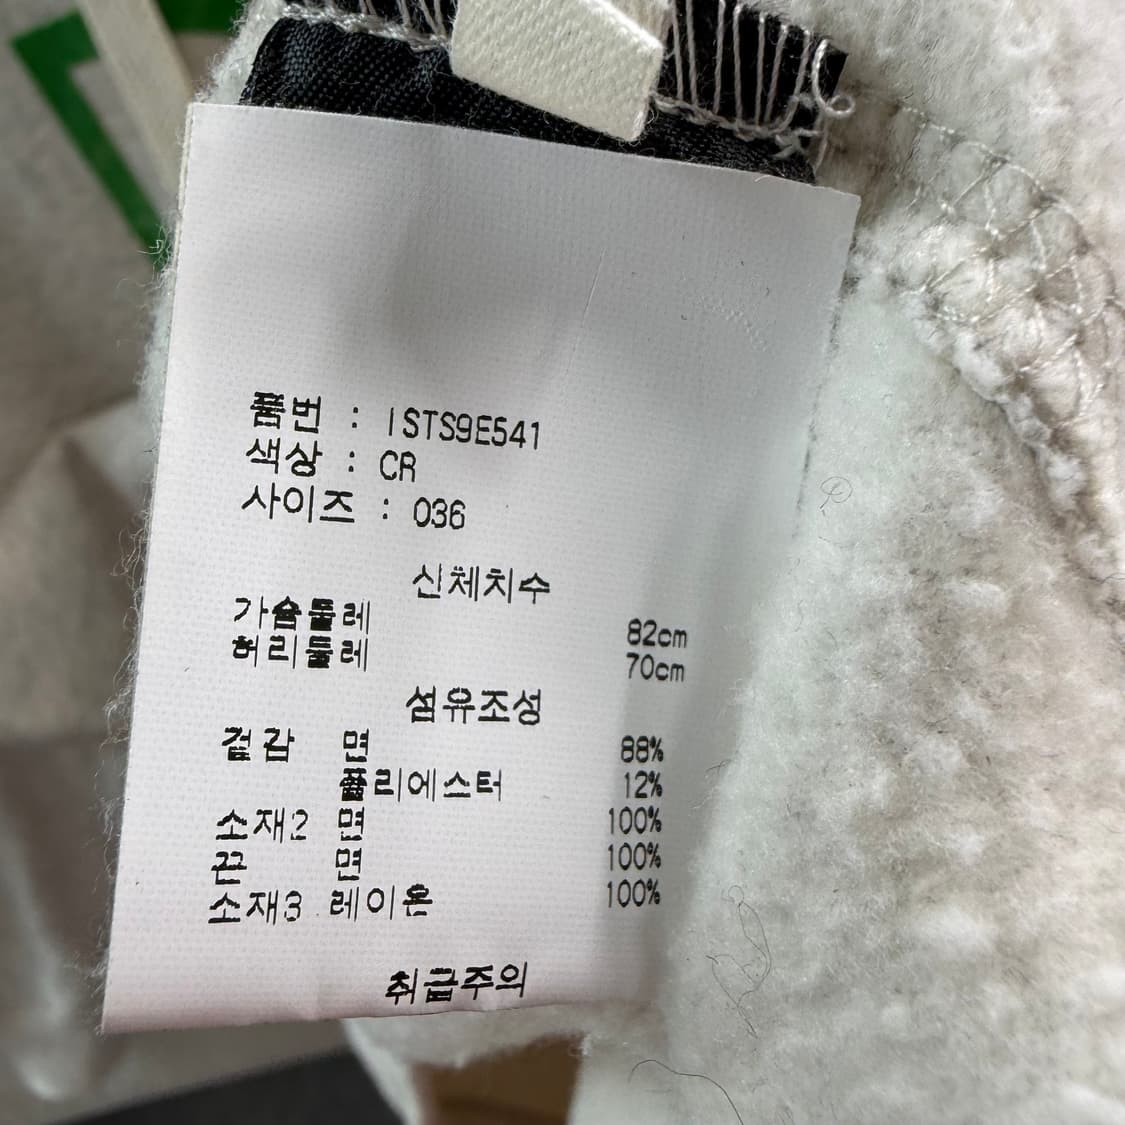 품번 : ISTS9E541
색상 : CR
사이즈 : 036
신체치수
가슴둘레 82cm
허리둘레 70cm
섬유조성
겉감 면 88%
폴리에스터 12%
소재2 면 100%
끈 면 100%
소재3 레이온 100%
취급주의